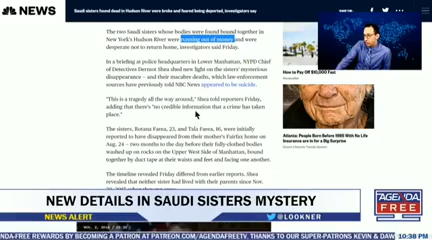 NEWS
Saudi sisters found dead in Hudson River were broke and feared being deported, investigators say
The two Saudi sisters whose bodies were found bound together in New York's Hudson River were running out of money and were desperate not to return home, investigators said Friday.
In a briefing at police headquarters in Lower Manhattan, NYPD Chief of Detectives Dermot Shea shed new light on the sisters' mysterious disappearance – and their macabre deaths, which law-enforcement sources have previously told NBC News appeared to be suicide.
"This is a tragedy all the way around," Shea told reporters Friday, adding that there's "no credible information that a crime has taken place."
The sisters, Rotana Farea, 23, and Tala Farea, 16, were initially reported to have disappeared from their mother's Fairfax home on Aug. 24 – two months to the day before their fully-clothed bodies washed up on rocks on the Upper West Side of Manhattan, bound together by duct tape at their waists and feet and facing one another.
The timeline revealed Friday differed from earlier reports. Shea revealed that neither sister had lived with their parents since Nov.
How to Pay Off $10,000 Fast
Atlanta: People Born Before 1985 With No Life Insurance are in for a Big Surprise
NEW DETAILS IN SAUDI SISTERS MYSTERY
NEWS ALERT
@LOOKNER
AGENDA
FREE
NDA-FREE REWARDS BY BECOMING A PATRON AT PATREON.COM/AGENDAFREETV. THANKS TO OUR SUPER PATRONS KEVIN & DAW
10:38 PM